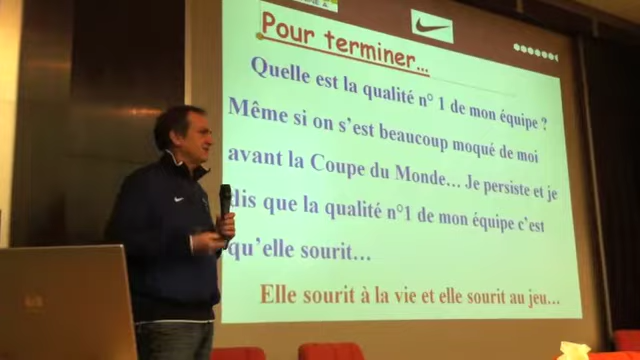 Pour terminer...
Quelle est la qualité n° 1 de mon équipe ?
Même si on s'est beaucoup moqué de moi
avant la Coupe du Monde... Je persiste et je
dis que la qualité n°1 de mon équipe c'est
qu'elle sourit...
Elle sourit à la vie et elle sourit au jeu...